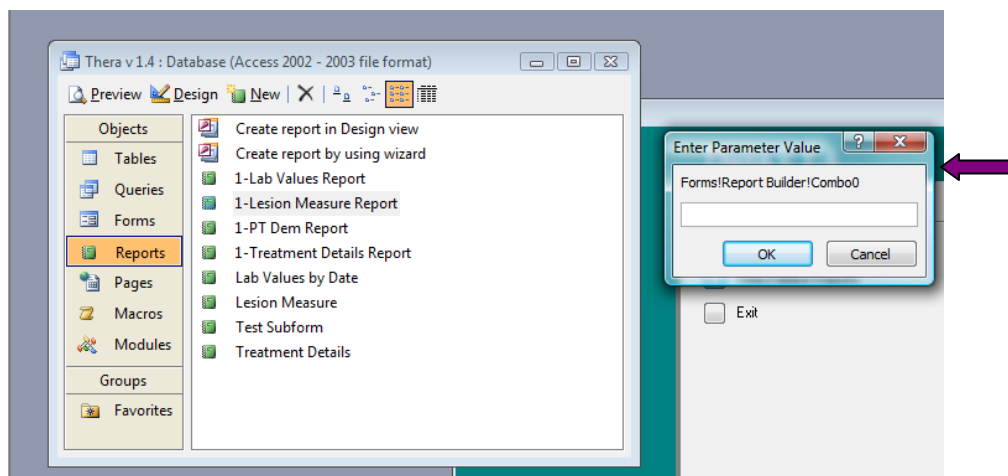 Thera v 1.4 : Database (Access 2002 - 2003 file format)
Preview Design New
Objects
Tables
Queries
Forms
Reports
Pages
Macros
Modules
Groups
Favorites
Create report in Design view
Create report by using wizard
1-Lab Values Report
1-Lesion Measure Report
1-PT Dem Report
1-Treatment Details Report
Lab Values by Date
Lesion Measure
Test Subform
Treatment Details
Enter Parameter Value
Forms!Report Builder!Combo0
OK Cancel
Exit